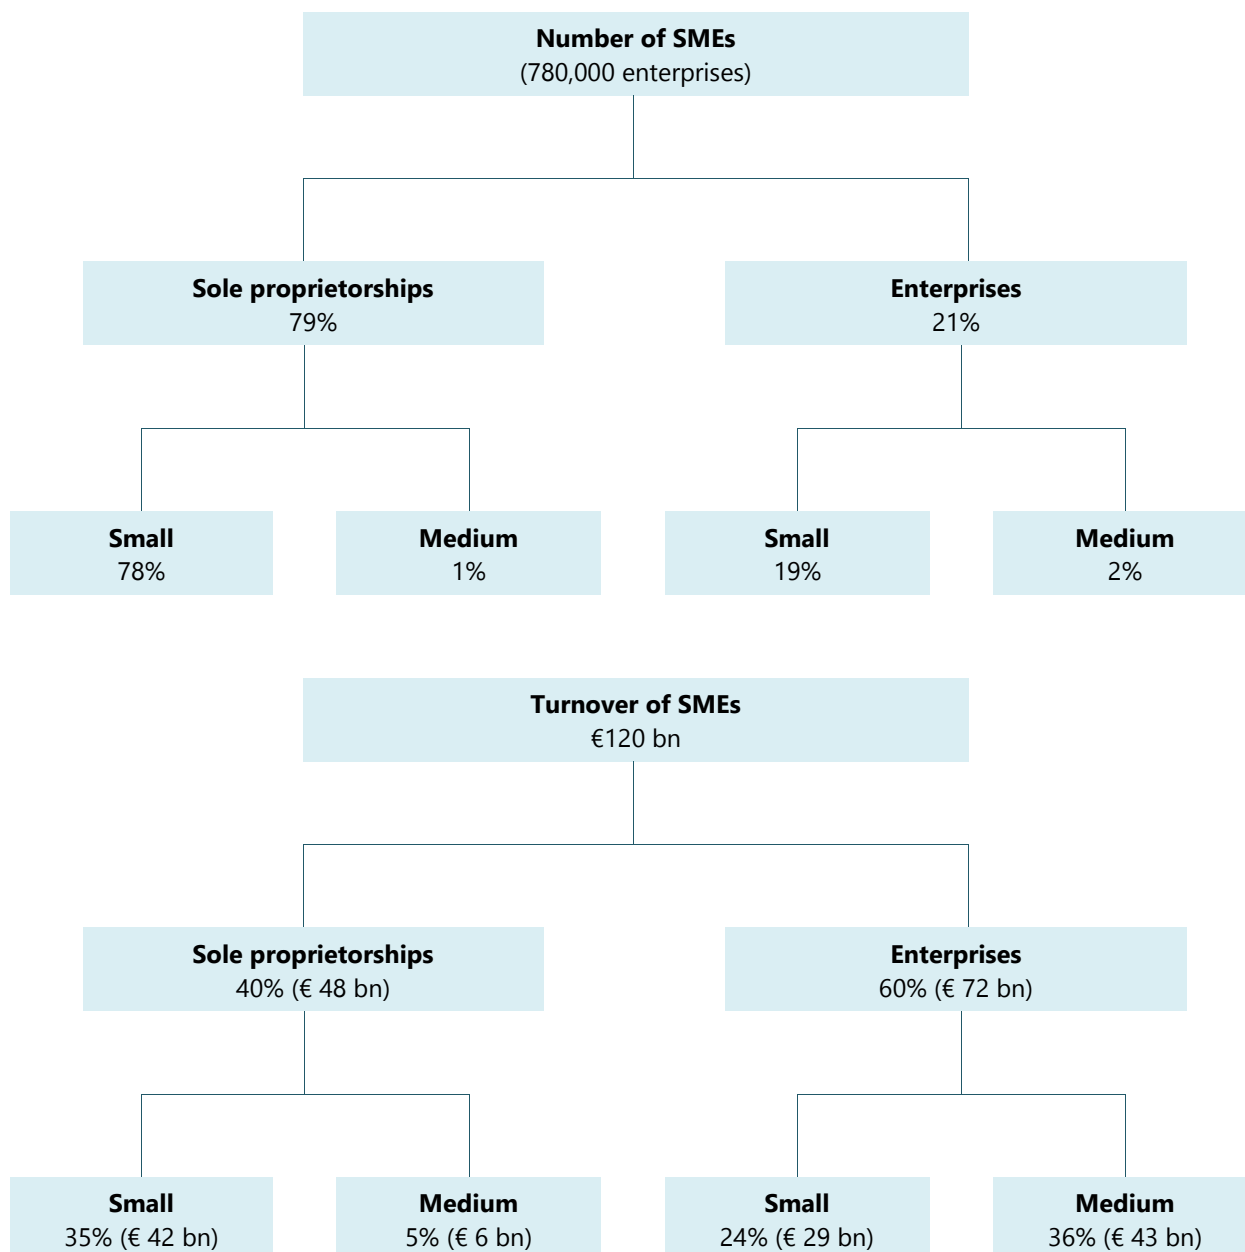 Number of SMEs
(780,000 enterprises)
Sole proprietorships
79%
Enterprises
21%
Small
78%
Medium
1%
Small
19%
Medium
2%
Turnover of SMEs
€120 bn
Sole proprietorships
40% (€ 48 bn)
Enterprises
60% (€ 72 bn)
Small
35% (€ 42 bn)
Medium
5% (€ 6 bn)
Small
24% (€ 29 bn)
Medium
36% (€ 43 bn)